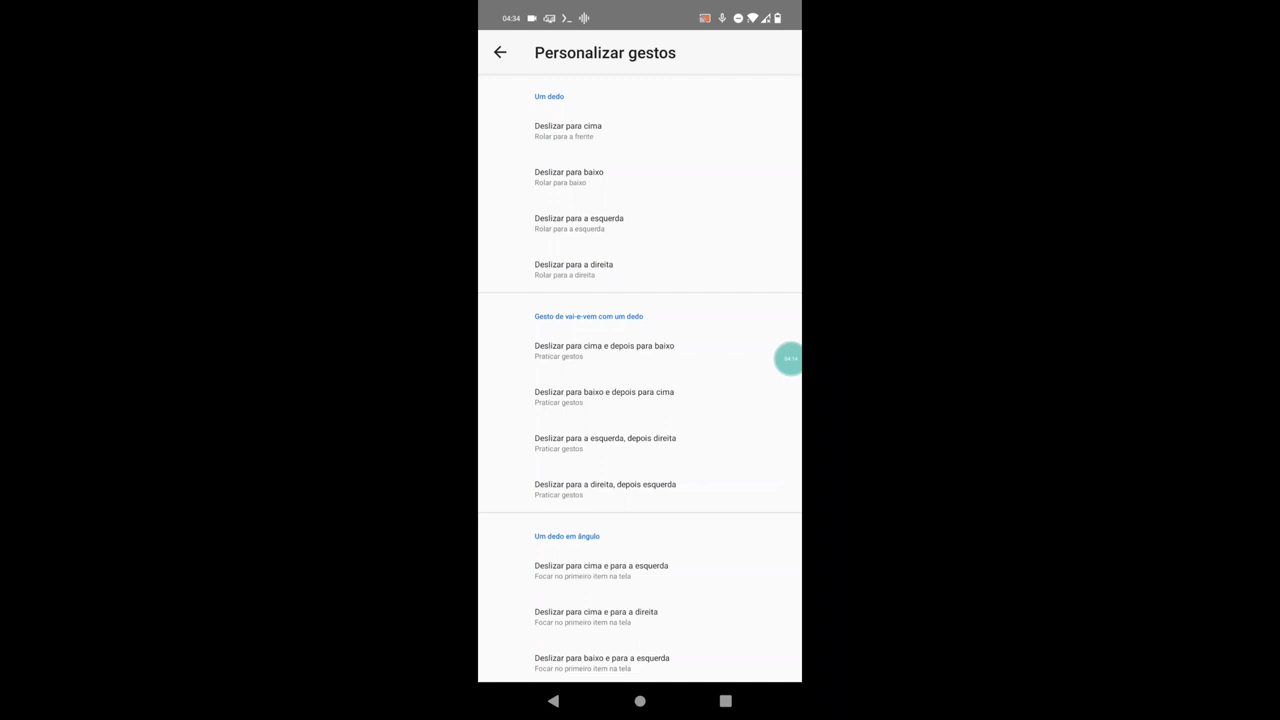 04:34
Personalizar gestos
Um dedo
Deslizar para cima
Rolar para a frente
Deslizar para baixo
Rolar para baixo
Deslizar para a esquerda
Rolar para a esquerda
Deslizar para a direita
Rolar para a direita
Gesto de vai-e-vem com um dedo
Deslizar para cima e depois para baixo
Praticar gestos
04:14
Deslizar para baixo e depois para cima
Praticar gestos
Deslizar para a esquerda, depois direita
Praticar gestos
Deslizar para a direita, depois esquerda
Praticar gestos
Um dedo em ângulo
Deslizar para cima e para a esquerda
Focar no primeiro item na tela
Deslizar para cima e para a direita
Focar no primeiro item na tela
Deslizar para baixo e para a esquerda
Focar no primeiro item na tela